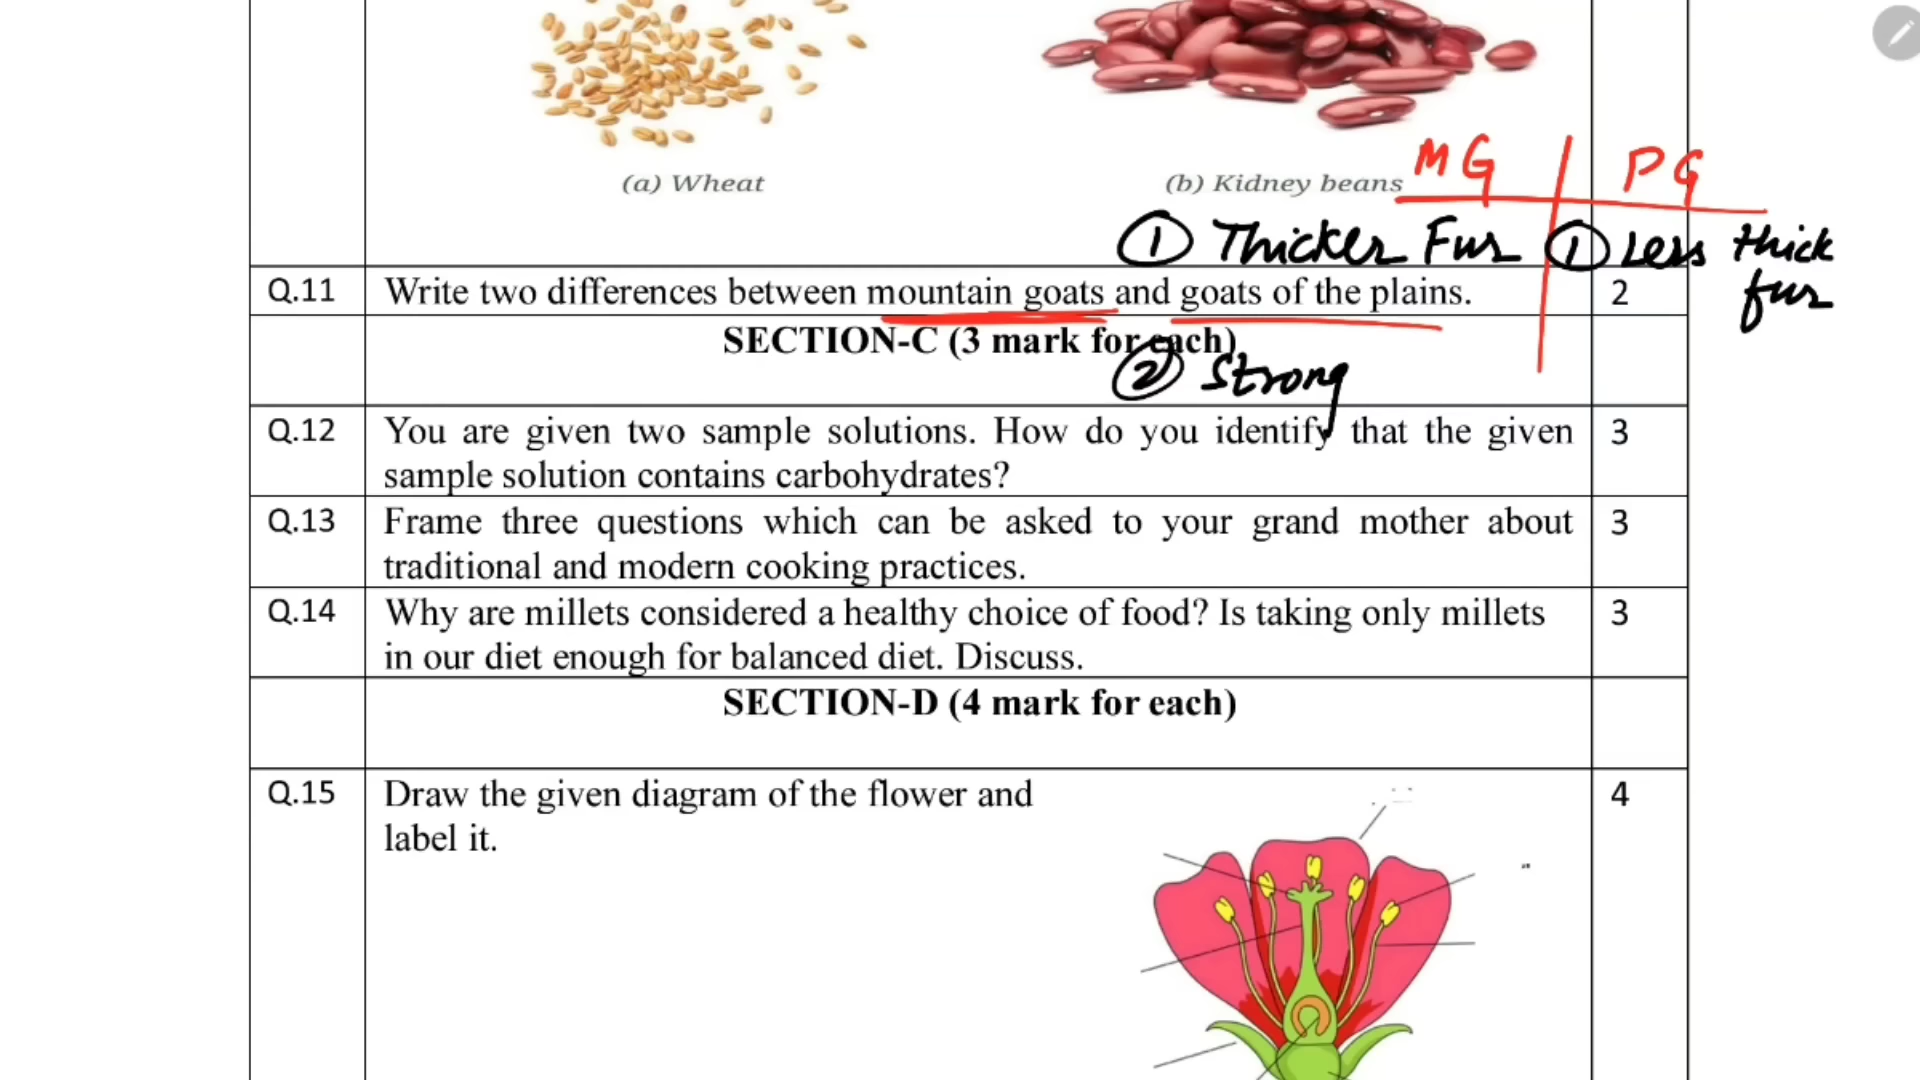 (a) Wheat
(b) Kidney beans
MG
PG
① Thicker Fur
① Less thick
fur
Q.11
Write two differences between mountain goats and goats of the plains.
2
SECTION-C (3 mark for each)
② Strong
Q.12
You are given two sample solutions. How do you identify that the given
sample solution contains carbohydrates?
3
Q.13
Frame three questions which can be asked to your grand mother about
traditional and modern cooking practices.
3
Q.14
Why are millets considered a healthy choice of food? Is taking only millets
in our diet enough for balanced diet. Discuss.
3
SECTION-D (4 mark for each)
Q.15
Draw the given diagram of the flower and
label it.
4